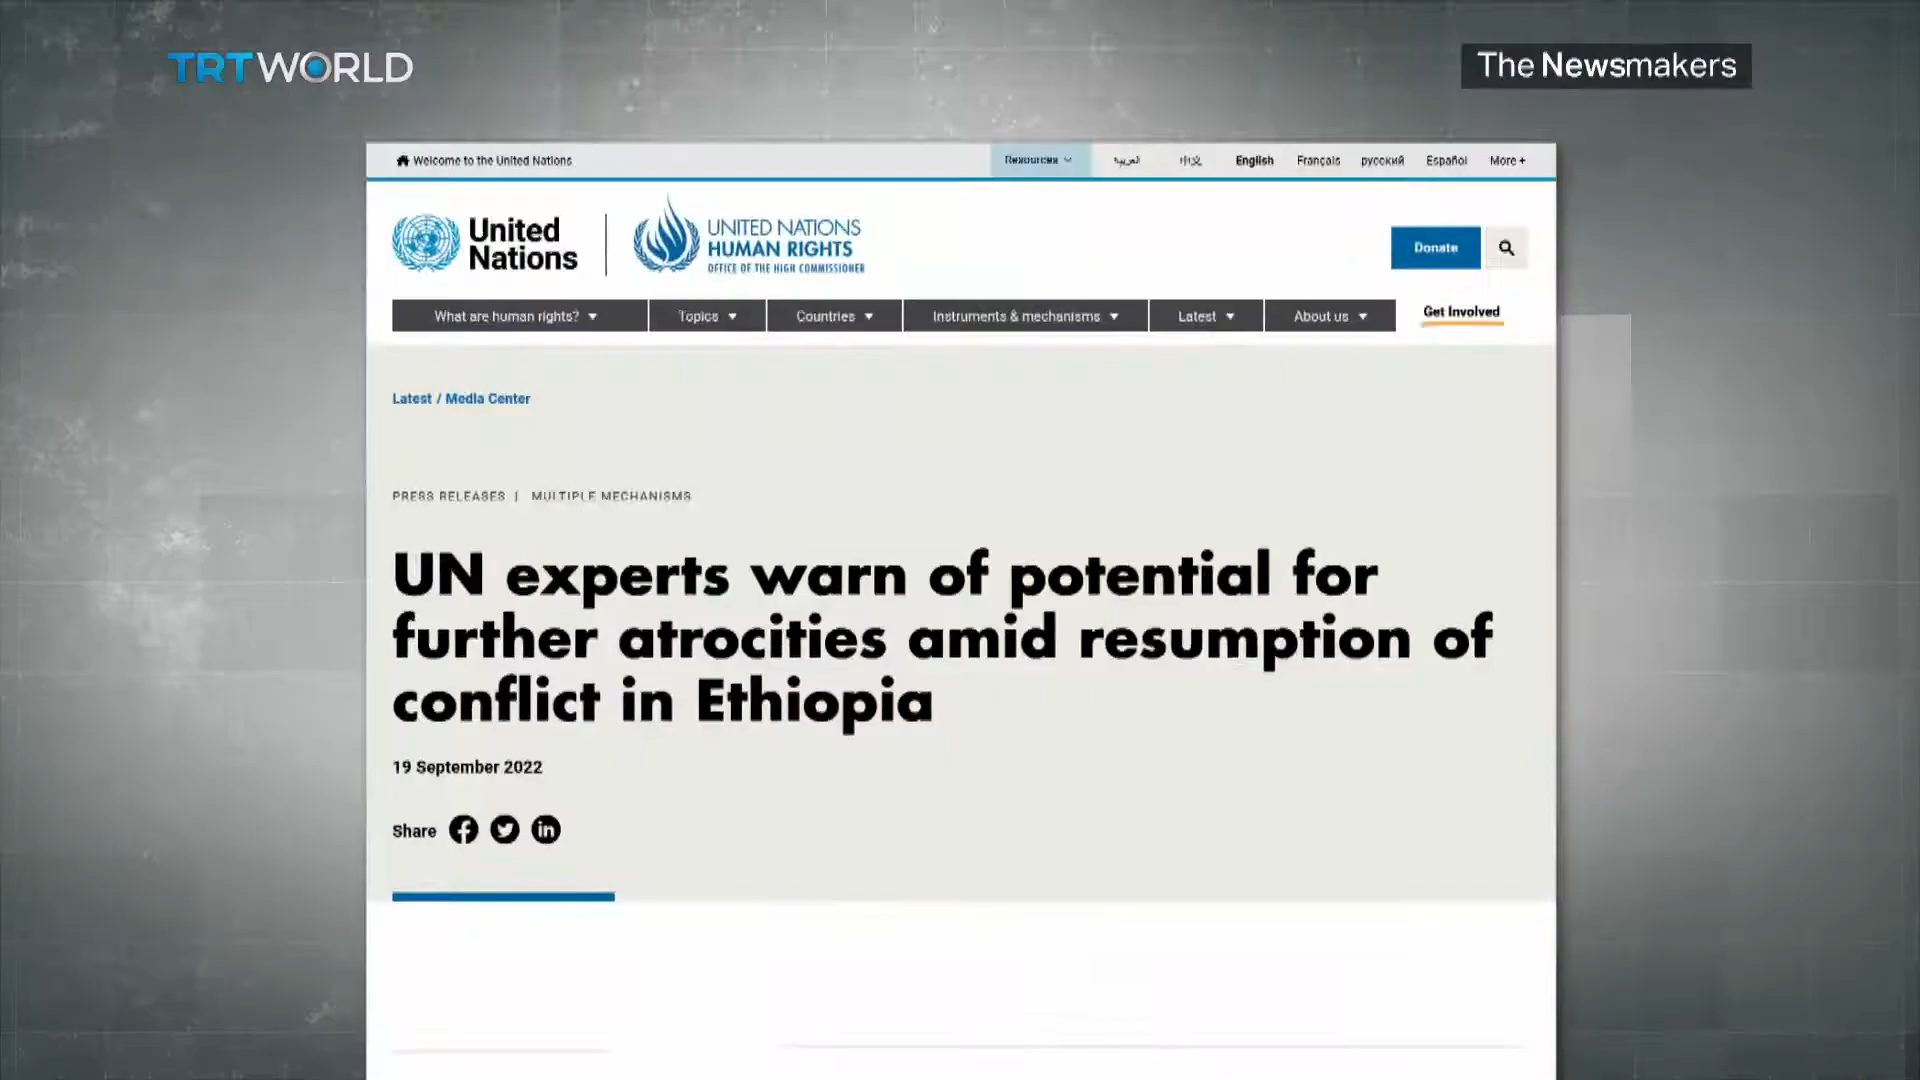 TRT WORLD
The Newsmakers
Welcome to the United Nations
Resources
العربية
中文
English
Français
русский
Español
More +
United Nations
UNITED NATIONS
HUMAN RIGHTS
OFFICE OF THE HIGH COMMISSIONER
Donate
What are human rights?
Topics
Countries
Instruments & mechanisms
Latest
About us
Get Involved
Latest / Media Center
PRESS RELEASES | MULTIPLE MECHANISMS
UN experts warn of potential for
further atrocities amid resumption of
conflict in Ethiopia
19 September 2022
Share